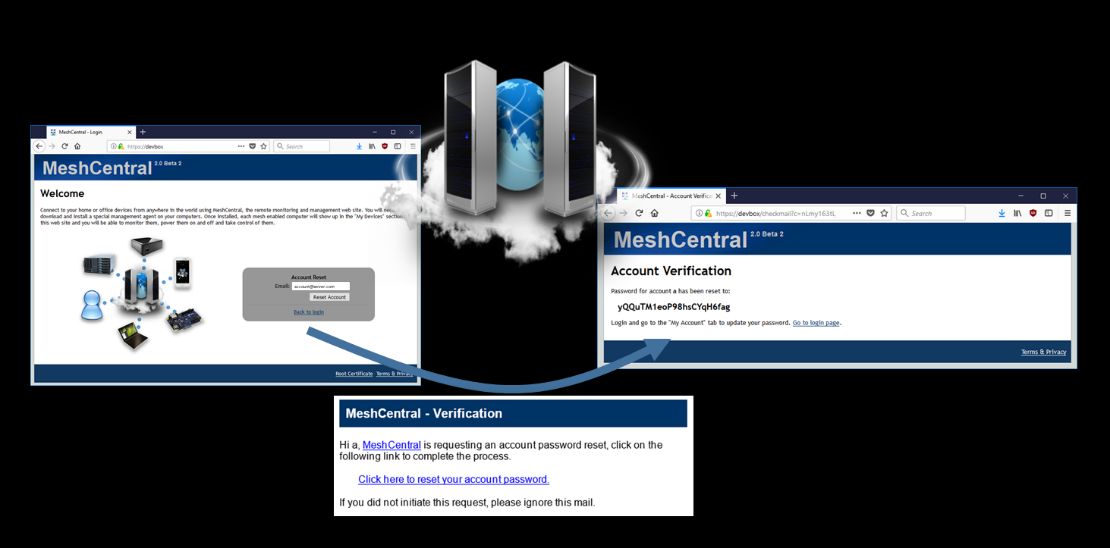 MeshCentral - Login
https://devbox
Search
MeshCentral 2.0 Beta 2
Welcome
Connect to your home or office devices from anywhere in the world using MeshCentral, the remote monitoring and management web site. You will need
download and install a special management agent on your computers. Once installed, each mesh enabled computer will show up in the "My Devices" section
this web site and you will be able to monitor them, power them on and off and take control of them.
Account Reset
Email:
Reset Account
Back to login
Root Certificate Terms & Privacy
MeshCentral - Account Verific
https://devbox/checkmail?c=nLmy163tL
Search
MeshCentral 2.0 Beta 2
Account Verification
Password for account a has been reset to:
yQQuTM1eoP98hsCYqH6fag
Login and go to the "My Account" tab to update your password. Go to login page.
Terms & Privacy
MeshCentral - Verification
Hi a, MeshCentral is requesting an account password reset, click on the
following link to complete the process.
Click here to reset your account password.
If you did not initiate this request, please ignore this mail.